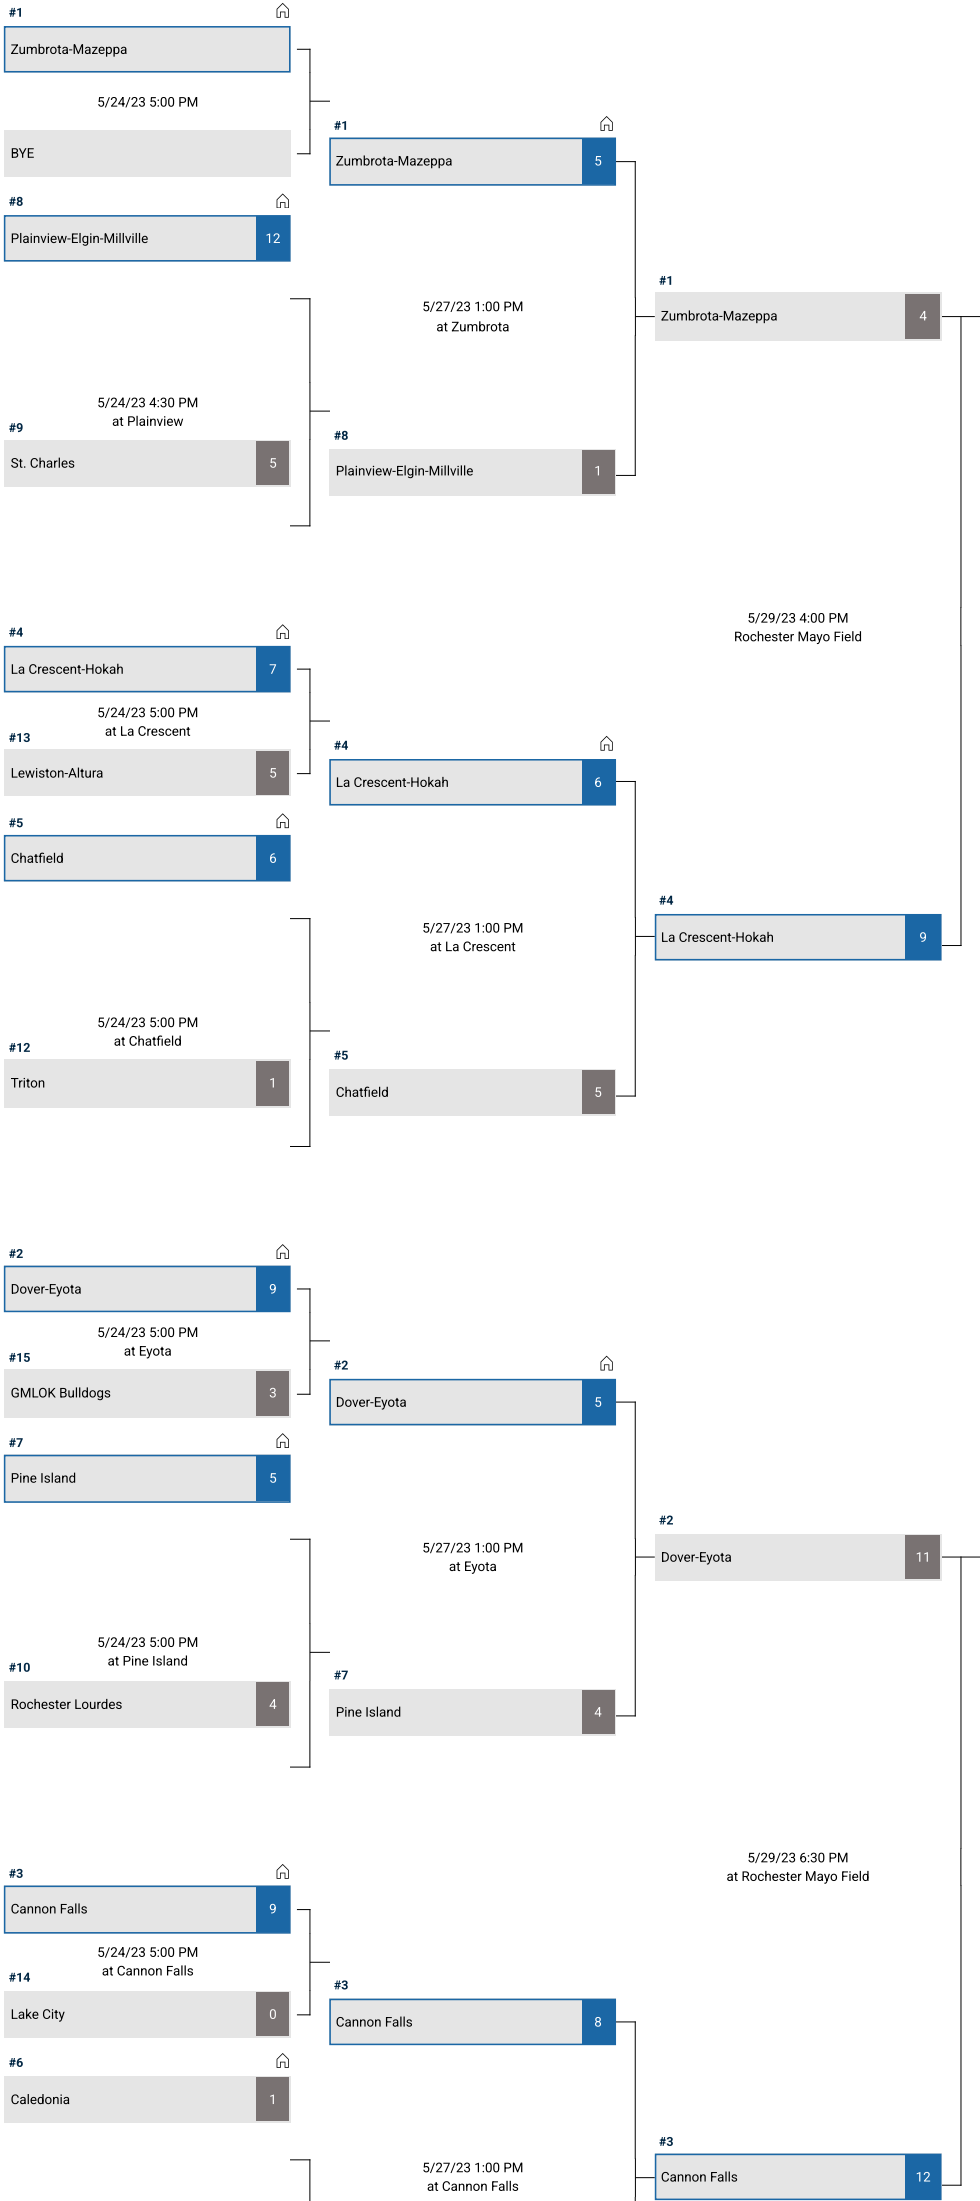 #1
Zumbrota-Mazeppa
5/24/23 5:00 PM
BYE
#8
Plainview-Elgin-Millville 12
5/24/23 4:30 PM
at Plainview
#9
St. Charles 5
#4
La Crescent-Hokah 7
5/24/23 5:00 PM
at La Crescent
#13
Lewiston-Altura 5
#5
Chatfield 6
5/24/23 5:00 PM
at Chatfield
#12
Triton 1
#2
Dover-Eyota 9
5/24/23 5:00 PM
at Eyota
#15
GMLOK Bulldogs 3
#7
Pine Island 5
5/24/23 5:00 PM
at Pine Island
#10
Rochester Lourdes 4
#3
Cannon Falls 9
5/24/23 5:00 PM
at Cannon Falls
#14
Lake City 0
#6
Caledonia 1
#1
Zumbrota-Mazeppa 5
5/27/23 1:00 PM
at Zumbrota
#8
Plainview-Elgin-Millville 1
#4
La Crescent-Hokah 6
5/27/23 1:00 PM
at La Crescent
#5
Chatfield 5
#2
Dover-Eyota 5
5/27/23 1:00 PM
at Eyota
#7
Pine Island 4
#3
Cannon Falls 8
5/27/23 1:00 PM
at Cannon Falls
#1
Zumbrota-Mazeppa 4
5/29/23 4:00 PM
Rochester Mayo Field
#4
La Crescent-Hokah 9
#2
Dover-Eyota 11
5/29/23 6:30 PM
at Rochester Mayo Field
#3
Cannon Falls 12